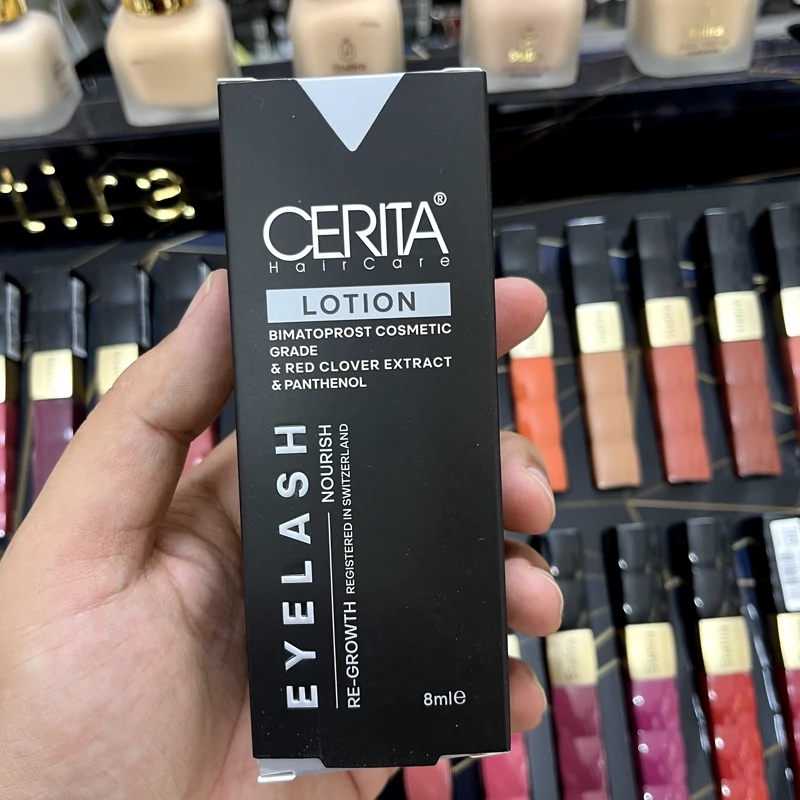 CERITA®
HairCare
LOTION
BIMATOPROST COSMETIC
GRADE
& RED CLOVER EXTRACT
& PANTHENOL
EYELASH
NOURISH
RE-GROWTH REGISTERED IN SWITZERLAND
8ml℮